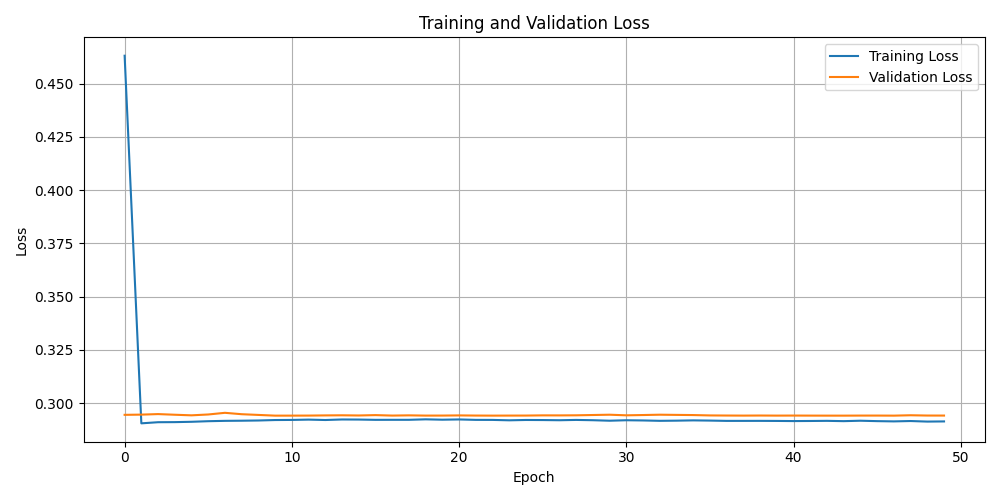 Training and Validation Loss
Training Loss
Validation Loss
0.450
0.425
0.400
0.375
0.350
0.325
0.300
Loss
0 10 20 30 40 50
Epoch